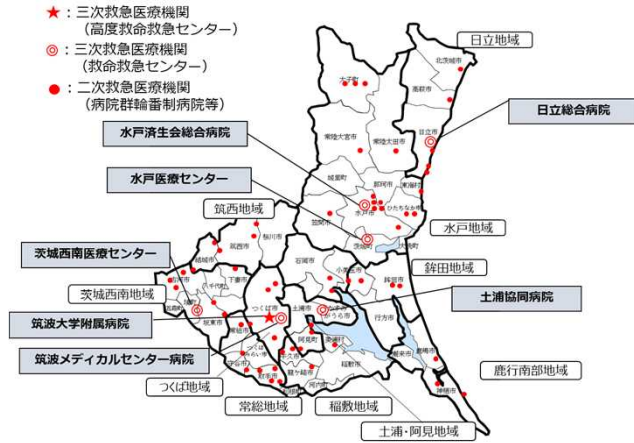 ★：三次救急医療機関
（高度救命救急センター）
◎：三次救急医療機関
（救命救急センター）
●：二次救急医療機関
（病院群輪番制病院等）
日立地域
北茨城市
高萩市
大子町
日立総合病院
日立市
水戸済生会総合病院
常陸大宮市
常陸太田市
城里町
那珂市
東海村
水戸医療センター
水戸市
ひたちなか市
笠間市
筑西地域
茨城町
大洗町
水戸地域
桜川市
筑西市
結城市
石岡市
小美玉市
鉾田地域
茨城西南医療センター
古河市
八千代町
下妻市
鉾田市
茨城西南地域
境町
つくば市
土浦市
かすみがうら市
土浦協同病院
五霞町
坂東市
行方市
筑波大学附属病院
常総市
阿見町
美浦村
つくばみらい市
牛久市
潮来市
鹿嶋市
筑波メディカルセンター病院
守谷市
龍ケ崎市
稲敷市
つくば地域
取手市
利根町
河内町
神栖市
鹿行南部地域
常総地域
稲敷地域
土浦・阿見地域